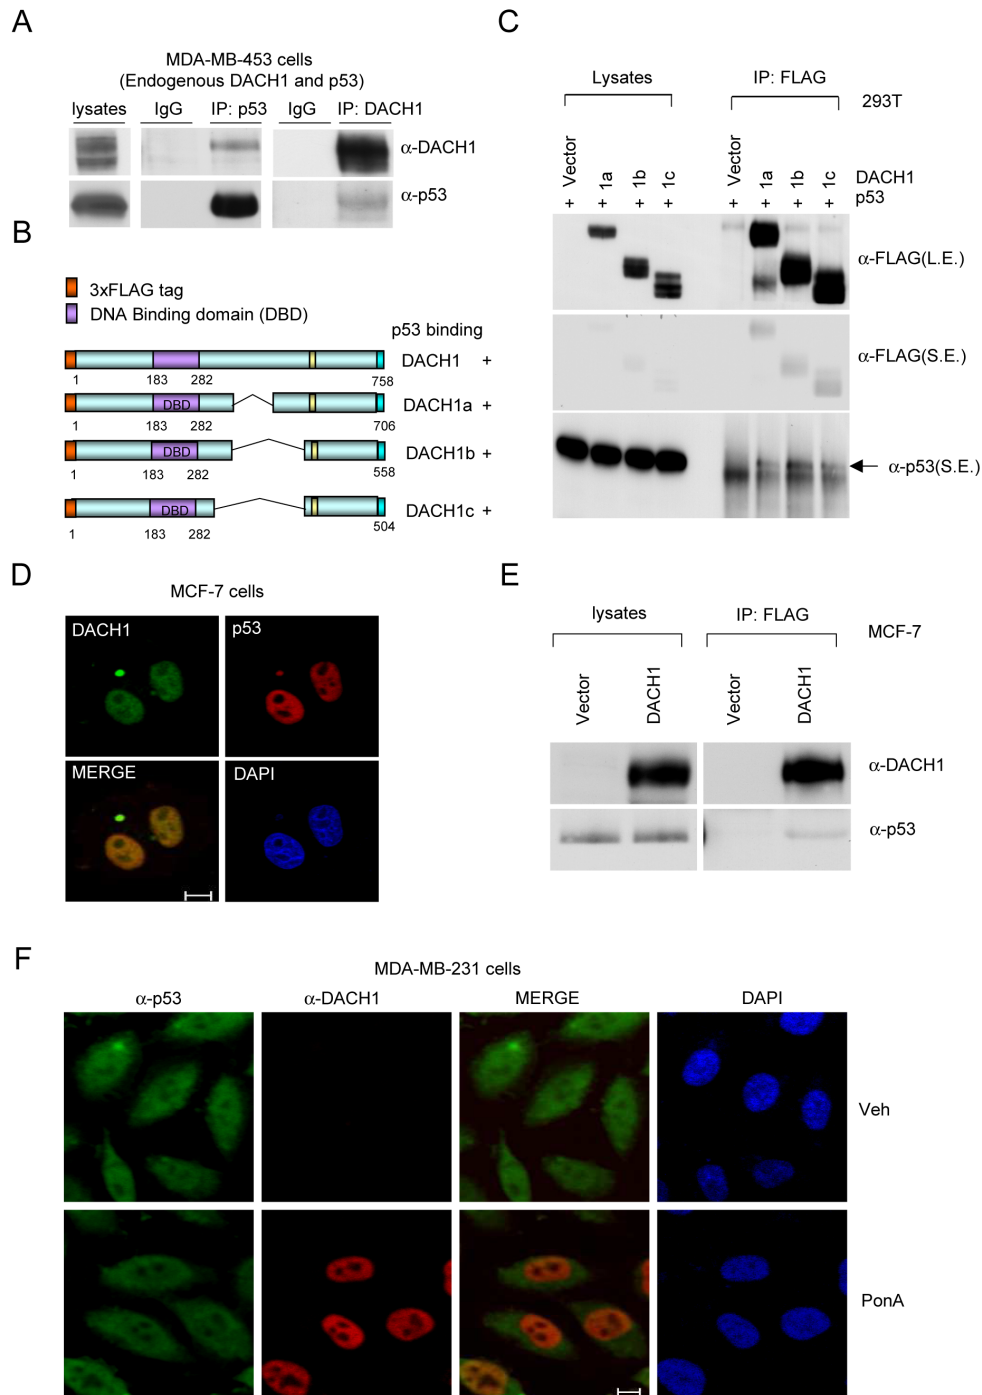 A
MDA-MB-453 cells
(Endogenous DACH1 and p53)
lysates IgG IP: p53 IgG IP: DACH1
α-DACH1
α-p53
B
3xFLAG tag
DNA Binding domain (DBD)
p53 binding
DACH1 +
1 183 282 758
DBD
DACH1a +
1 183 282 706
DBD
DACH1b +
1 183 282 558
DBD
DACH1c +
1 183 282 504
C
Lysates IP: FLAG
293T
Vector 1a 1b 1c Vector 1a 1b 1c DACH1
+ + + + + + + + p53
α-FLAG(L.E.)
α-FLAG(S.E.)
α-p53(S.E.)
D
MCF-7 cells
DACH1 p53
MERGE DAPI
E
lysates IP: FLAG
MCF-7
Vector DACH1 Vector DACH1
α-DACH1
α-p53
F
MDA-MB-231 cells
α-p53 α-DACH1 MERGE DAPI
Veh
PonA